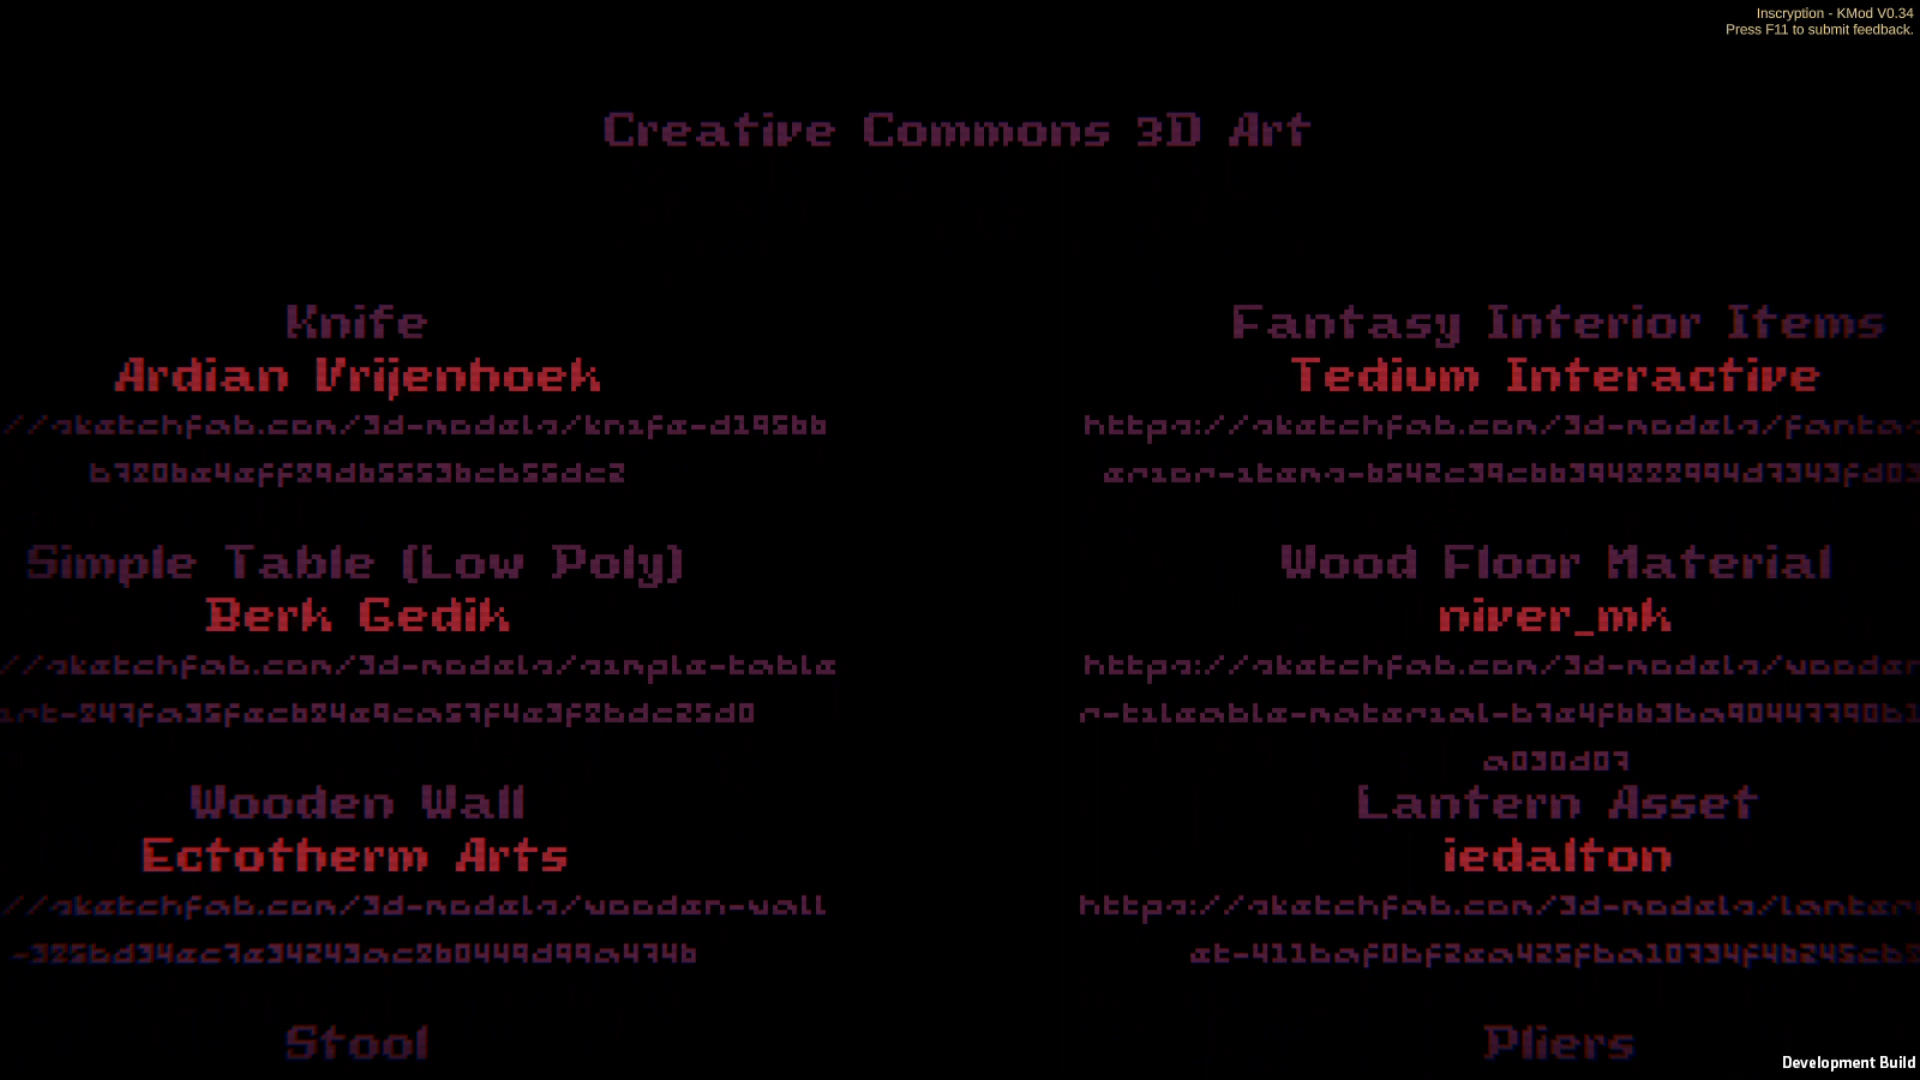 Inscryption - KMod V0.34
Press F11 to submit feedback.
Creative Commons 3D Art
Knife
Ardian Vrijenhoek
//sketchfab.com/3d-models/knife-d195bb
Simple Table (Low Poly)
Berk Gedik
//sketchfab.com/3d-models/simple-table
Wooden Wall
Ectotherm Arts
//sketchfab.com/3d-models/wooden-wall
Stool
Fantasy Interior Items
Tedium Interactive
https://sketchfab.com/3d-models/fantas
Wood Floor Material
niver_mk
https://sketchfab.com/3d-models/wooden
a030d07
Lantern Asset
iedalton
https://sketchfab.com/3d-models/lantern
Pliers
Development Build